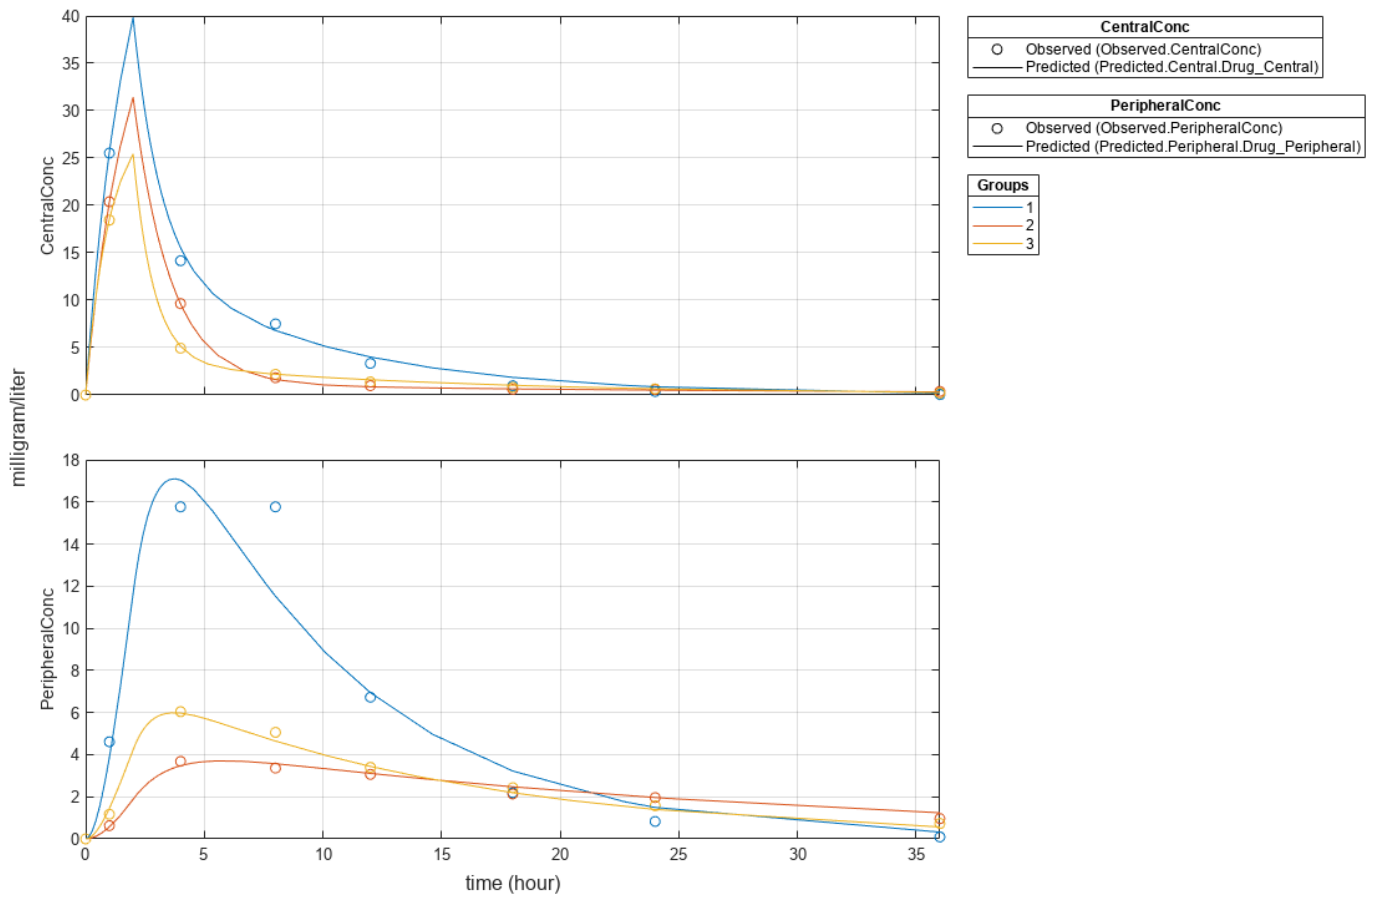 40
35
30
25
20
15
10
5
0
CentralConc
milligram/liter
18
16
14
12
10
8
6
4
2
0
PeripheralConc
0 5 10 15 20 25 30 35
time (hour)
CentralConc
Observed (Observed.CentralConc)
Predicted (Predicted.Central.Drug_Central)
PeripheralConc
Observed (Observed.PeripheralConc)
Predicted (Predicted.Peripheral.Drug_Peripheral)
Groups
1
2
3